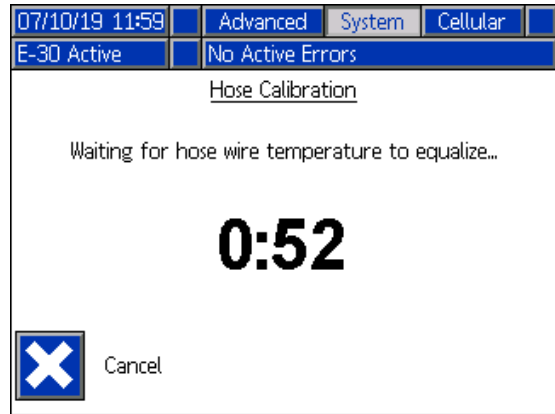 07/10/19 11:59 Advanced System Cellular
E-30 Active No Active Errors
Hose Calibration
Waiting for hose wire temperature to equalize...
0:52
Cancel